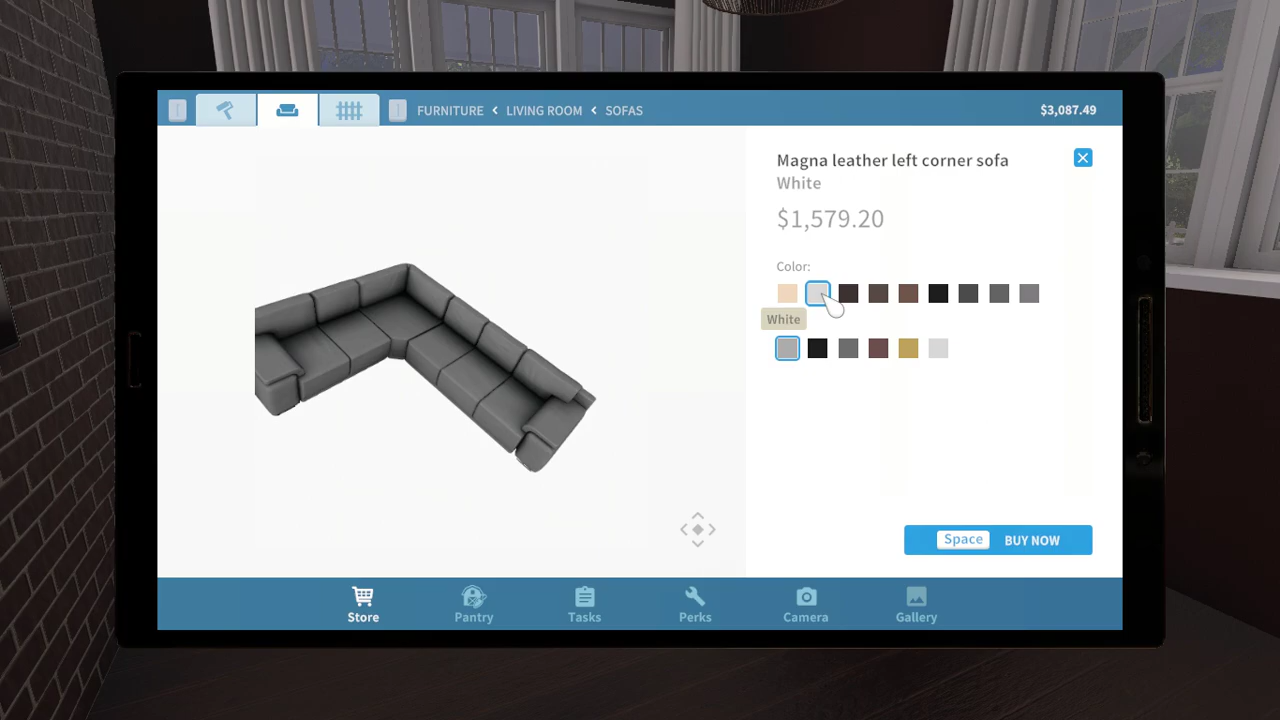 FURNITURE < LIVING ROOM < SOFAS
$3,087.49
Magna leather left corner sofa
White
$1,579.20
Color:
White
Space BUY NOW
Store
Pantry
Tasks
Perks
Camera
Gallery